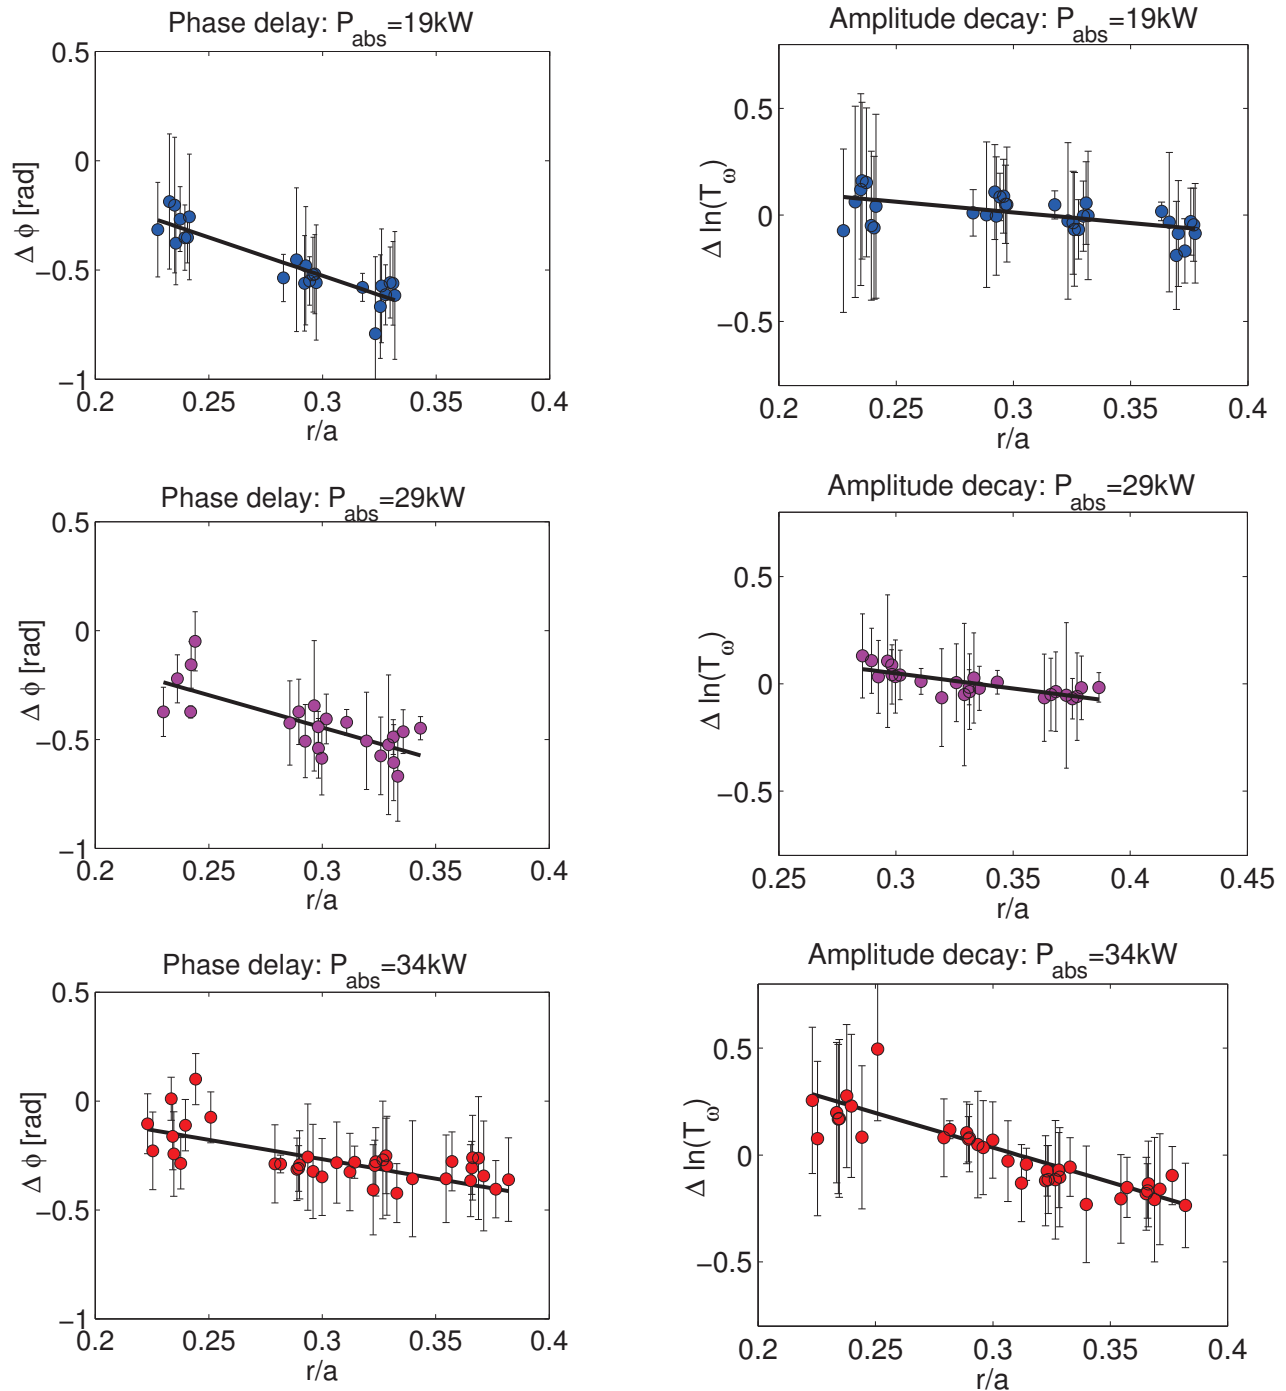 Phase delay: P_abs=19kW
Δ ϕ [rad]
0.5
0
−0.5
−1
0.2 0.25 0.3 0.35 0.4
r/a
Amplitude decay: P_abs=19kW
Δ ln(T_ω)
0.5
0
−0.5
0.2 0.25 0.3 0.35 0.4
r/a
Phase delay: P_abs=29kW
Δ ϕ [rad]
0.5
0
−0.5
−1
0.2 0.25 0.3 0.35 0.4
r/a
Amplitude decay: P_abs=29kW
Δ ln(T_ω)
0.5
0
−0.5
0.25 0.3 0.35 0.4 0.45
r/a
Phase delay: P_abs=34kW
Δ ϕ [rad]
0.5
0
−0.5
−1
0.2 0.25 0.3 0.35 0.4
r/a
Amplitude decay: P_abs=34kW
Δ ln(T_ω)
0.5
0
−0.5
0.2 0.25 0.3 0.35 0.4
r/a